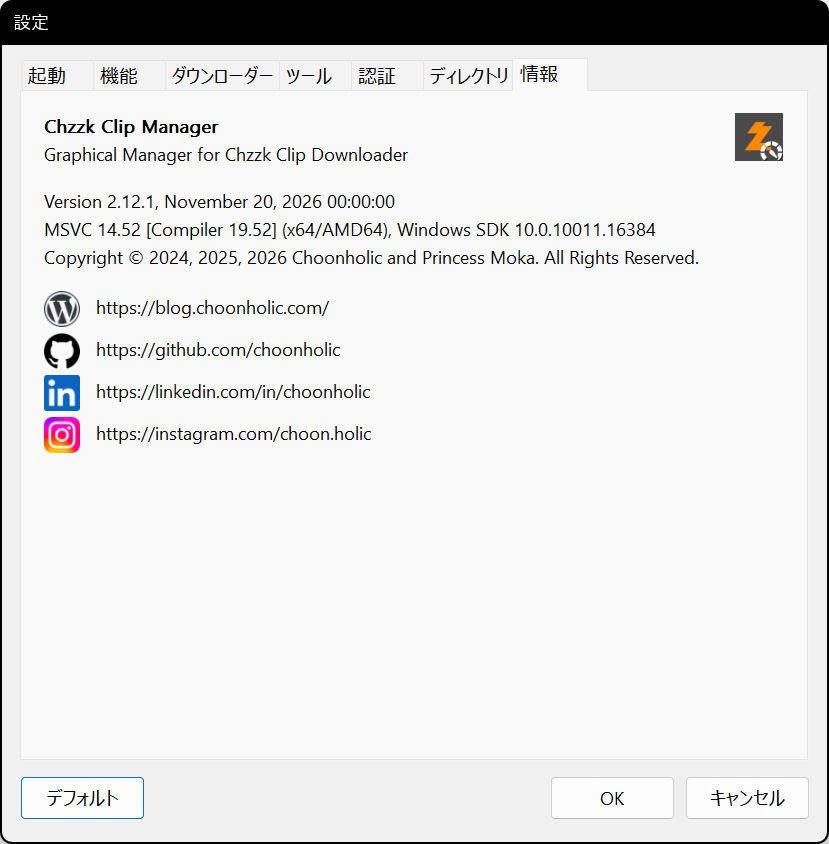 設定
起動 機能 ダウンローダー ツール 認証 ディレクトリ 情報
Chzzk Clip Manager
Graphical Manager for Chzzk Clip Downloader
Version 2.12.1, November 20, 2026 00:00:00
MSVC 14.52 [Compiler 19.52] (x64/AMD64), Windows SDK 10.0.10011.16384
Copyright © 2024, 2025, 2026 Choonholic and Princess Moka. All Rights Reserved.
https://blog.choonholic.com/
https://github.com/choonholic
https://linkedin.com/in/choonholic
https://instagram.com/choon.holic
デフォルト OK キャンセル